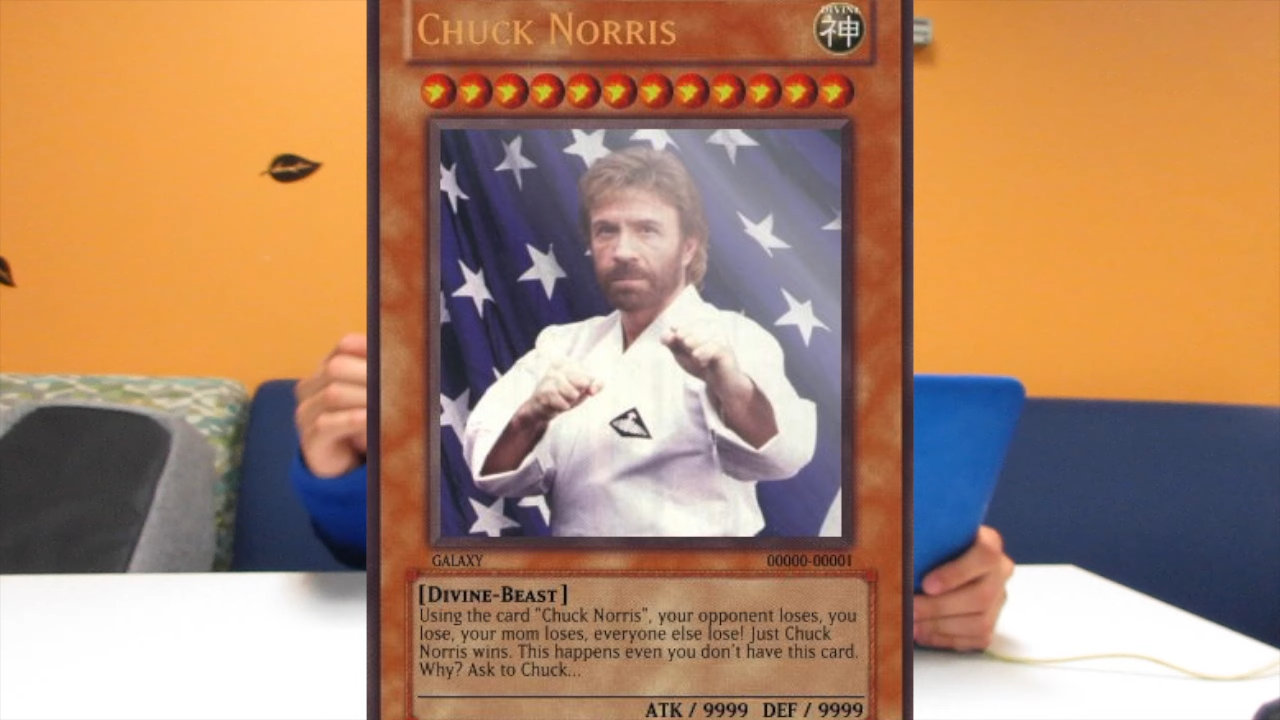 CHUCK NORRIS
DIVINE
神
GALAXY 00000-00001
[DIVINE-BEAST]
Using the card "Chuck Norris", your opponent loses, you
lose, your mom loses, everyone else lose! Just Chuck
Norris wins. This happens even you don't have this card.
Why? Ask to Chuck...
ATK / 9999 DEF / 9999